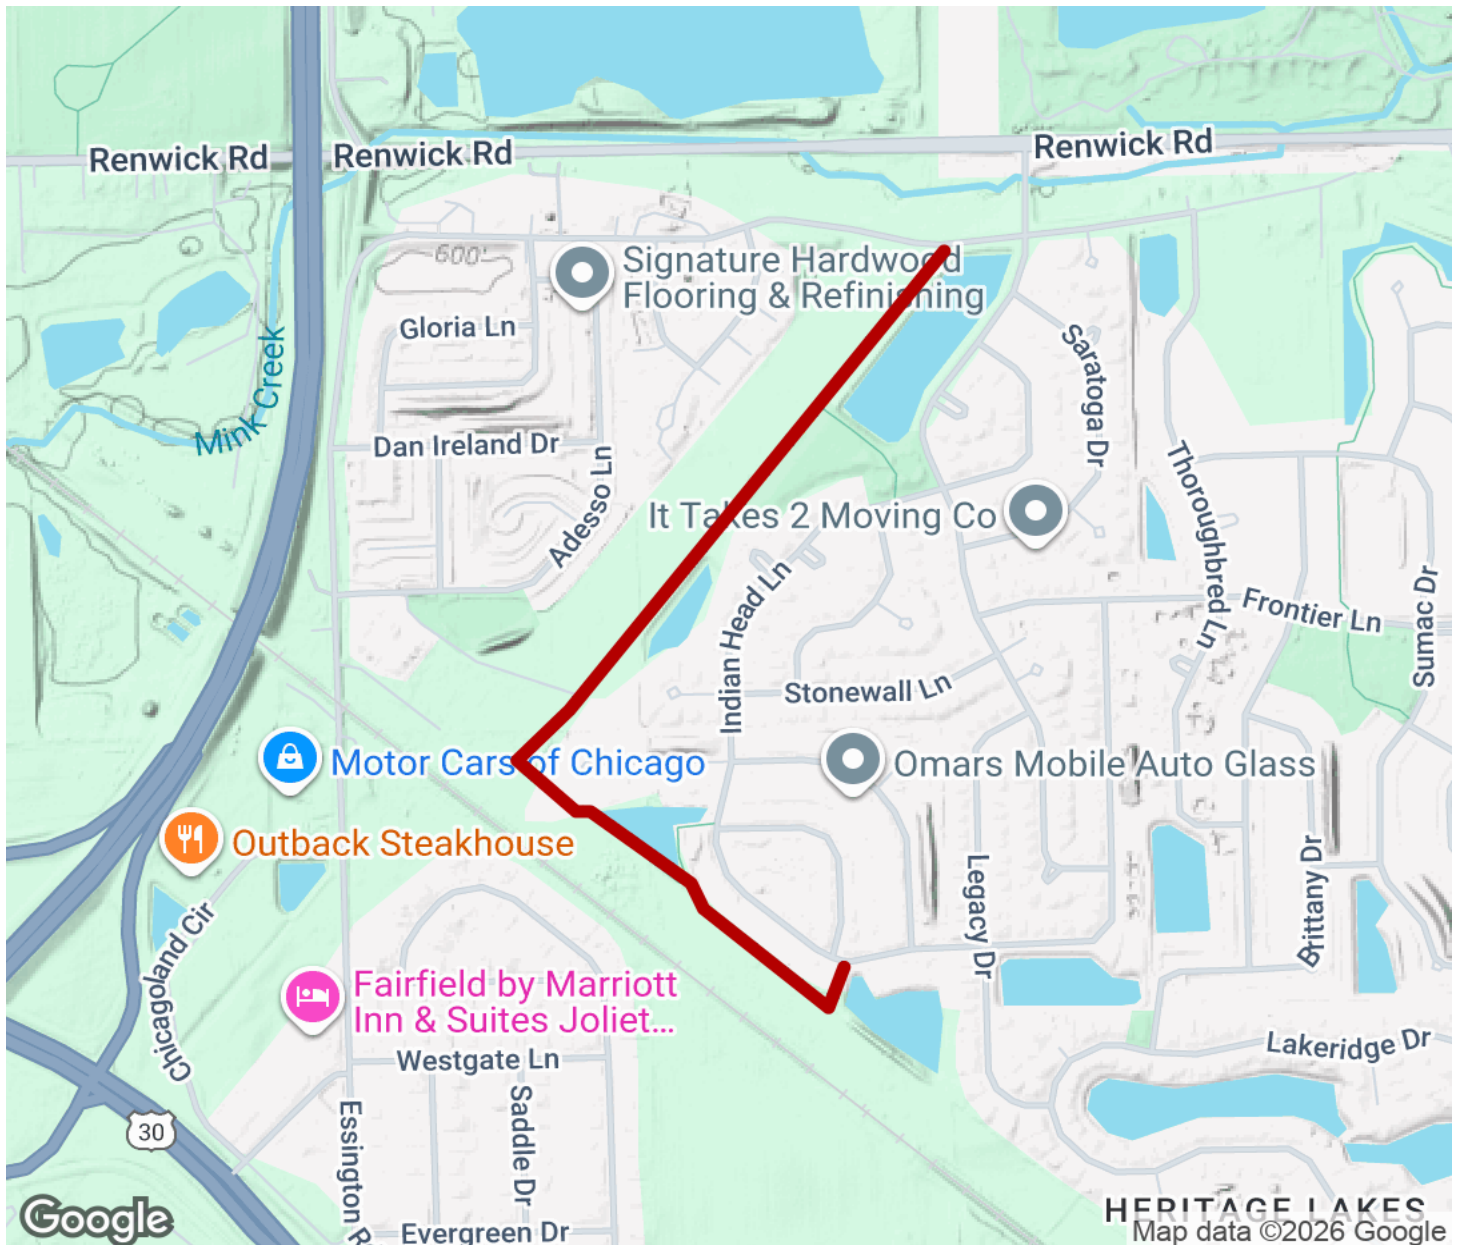 Renwick Rd
Renwick Rd
Renwick Rd
600'
Signature Hardwood
Flooring & Refinishing
Gloria Ln
Mink Creek
Saratoga Dr
Dan Ireland Dr
Adesso Ln
Thoroughbred Ln
It Takes 2 Moving Co
Indian Head Ln
Frontier Ln
Sumac Dr
Stonewall Ln
Motor Cars of Chicago
Omars Mobile Auto Glass
Outback Steakhouse
Legacy Dr
Brittany Dr
Chicagoland Cir
Fairfield by Marriott
Inn & Suites Joliet...
Westgate Ln
Lakeridge Dr
30
Essington R
Saddle Dr
Evergreen Dr
HERITAGE LAKES
Google
Map data ©2026 Google